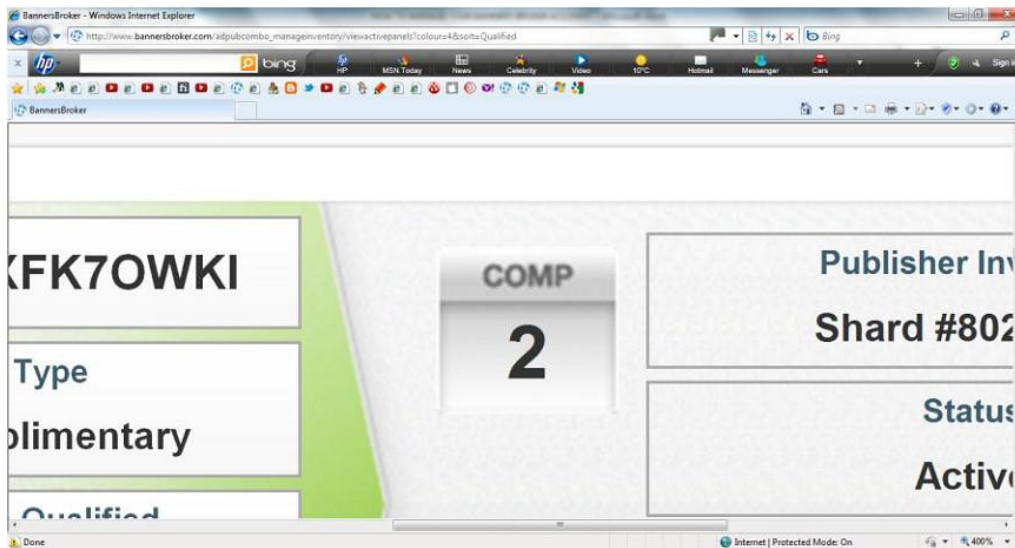 BannersBroker - Windows Internet Explorer
http://www.bannersbroker.com/adpubcombo_manageinventory/viewactivepanels?colour=4&sort=Qualified
Bing
hp
bing
HP MSN Today News Celebrity Video 10°C Hotmail Messenger Cars
Sign in
BannersBroker
XFK7OWKI
COMP
2
Publisher Inv
Shard #802
Type
plimentary
Status
Active
Qualified
Done
Internet | Protected Mode: On
400%